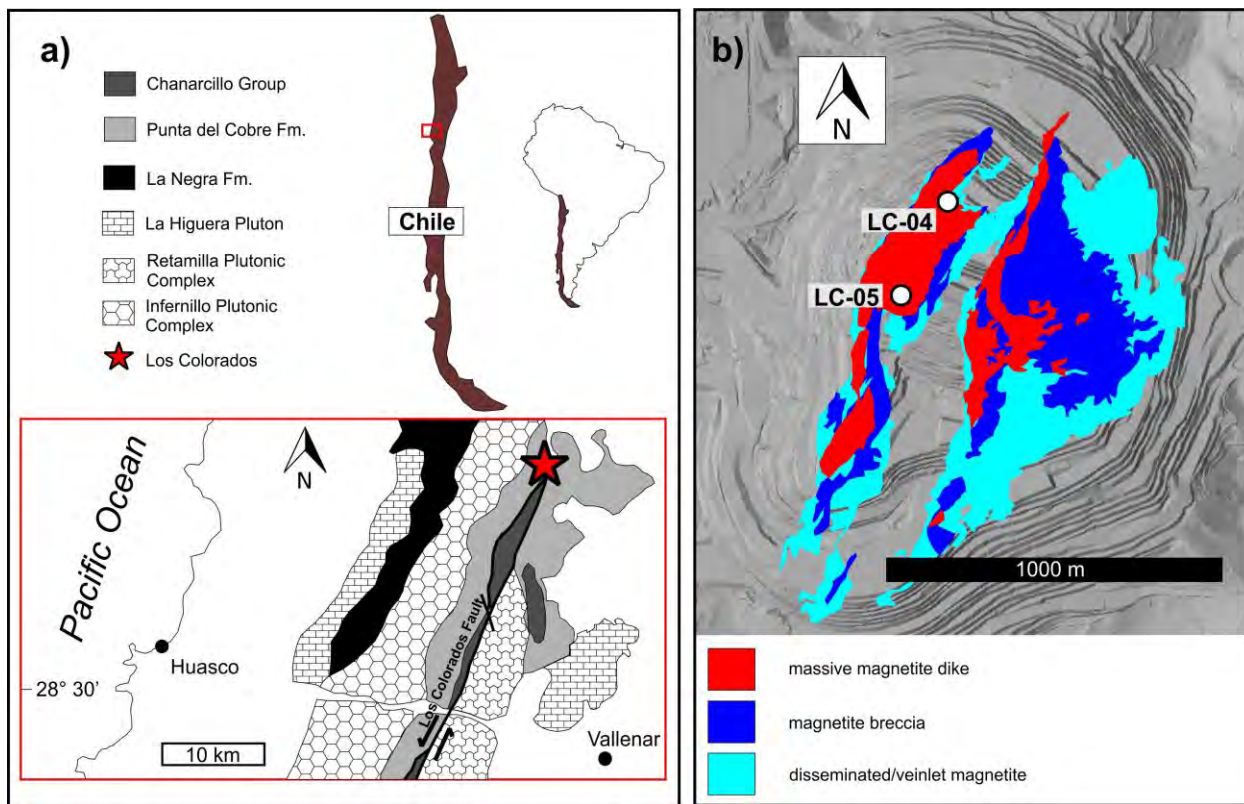 a)
Chanarcillo Group
Punta del Cobre Fm.
La Negra Fm.
La Higuera Pluton
Retamilla Plutonic
Complex
Infernillo Plutonic
Complex
Los Colorados
Chile
Pacific Ocean
N
Huasco
28° 30'
10 km
Los Colorados Fault
Vallenar
b)
N
LC-04
LC-05
1000 m
massive magnetite dike
magnetite breccia
disseminated/veinlet magnetite